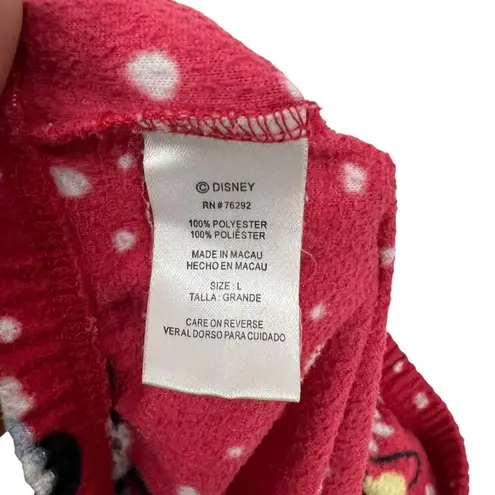 © DISNEY
RN # 76292
100% POLYESTER
100% POLIÉSTER
MADE IN MACAU
HECHO EN MACAU
SIZE : L
TALLA : GRANDE
CARE ON REVERSE
VER AL DORSO PARA CUIDADO